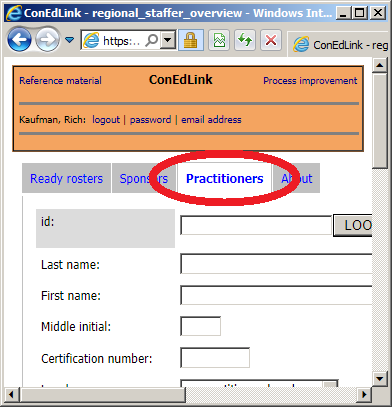 ConEdLink - regional_staffer_overview - Windows Int...
https:.
ConEdLink - reg
Reference material ConEdLink Process improvement
Kaufman, Rich: logout | password | email address
Ready rosters Sponsors Practitioners About
id: LOO
Last name:
First name:
Middle initial:
Certification number: